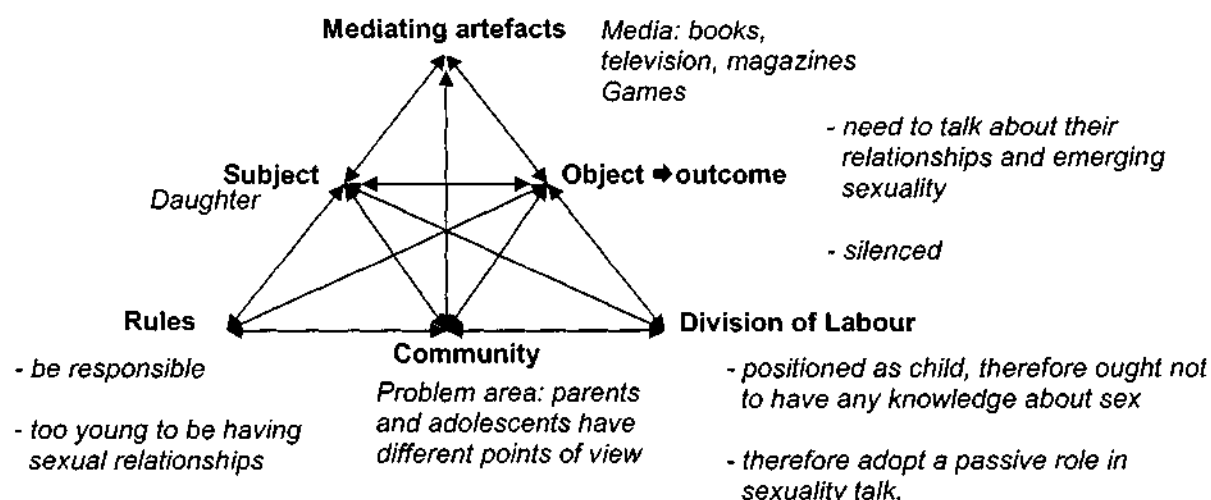 Mediating artefacts
Media: books,
television, magazines
Games
Subject
Daughter
Object ➧outcome
- need to talk about their
relationships and emerging
sexuality
- silenced
Rules
- be responsible
- too young to be having
sexual relationships
Community
Problem area: parents
and adolescents have
different points of view
Division of Labour
- positioned as child, therefore ought not
to have any knowledge about sex
- therefore adopt a passive role in
sexuality talk.